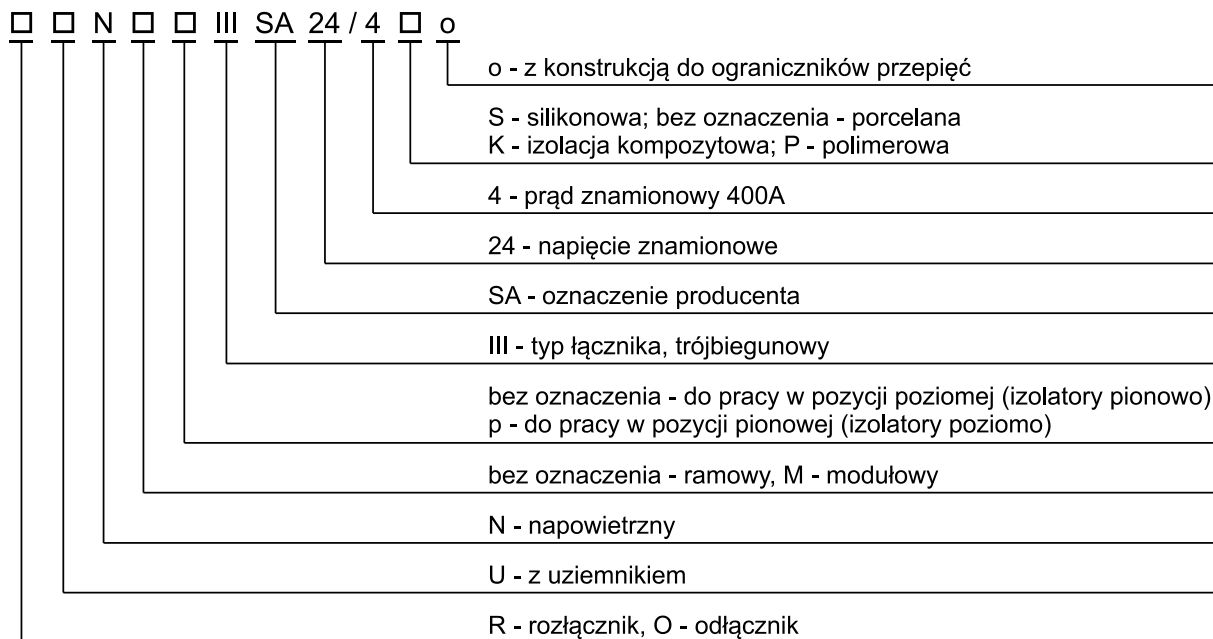 □ □ N □ □ III SA 24 / 4 □ o
o - z konstrukcją do ograniczników przepięć
S - silikonowa; bez oznaczenia - porcelana
K - izolacja kompozytowa; P - polimerowa
4 - prąd znamionowy 400A
24 - napięcie znamionowe
SA - oznaczenie producenta
III - typ łącznika, trójbiegunowy
bez oznaczenia - do pracy w pozycji poziomej (izolatory pionowo)
p - do pracy w pozycji pionowej (izolatory poziomo)
bez oznaczenia - ramowy, M - modułowy
N - napowietrzny
U - z uziemnikiem
R - rozłącznik, O - odłącznik